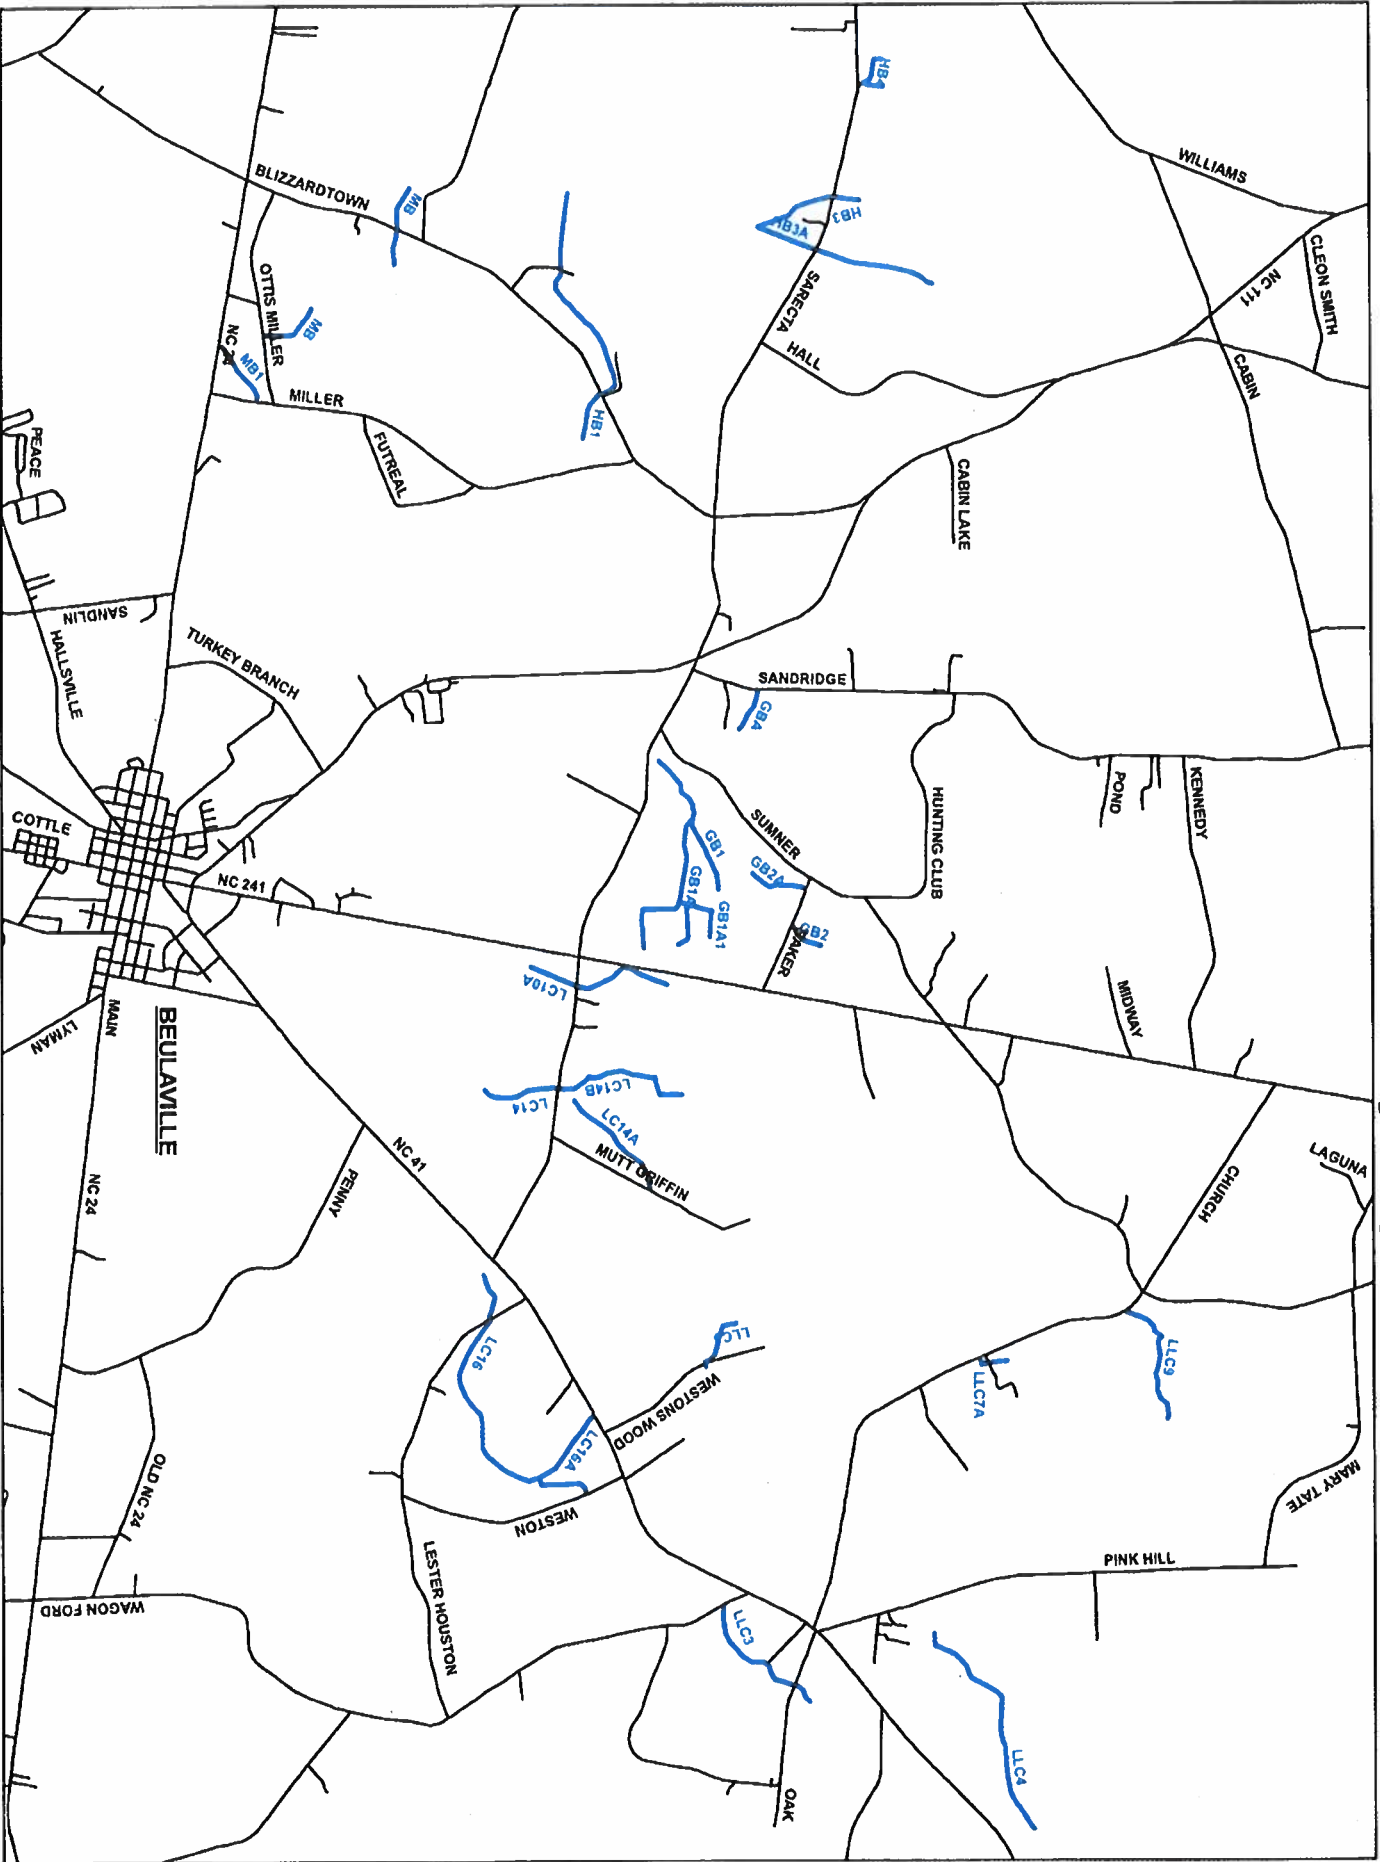 HB4
WILLIAMS
BLIZZARDTOWN
MB
HB3
HB3A
CLEON SMITH
NC 111
SARECTA
OTTIS MILLER
MB
NC
MB1
HALL
CABIN
MILLER
HB1
FUTREAL
PEACE
CABIN LAKE
SANDLIN
HALLSVILLE
TURKEY BRANCH
SANDRIDGE
GB4
POND
KENNEDY
HUNTING CLUB
SUMNER
COTTLE
GB1
GB2A
NC 241
GB1A
GB1A1
GB2
BAKER
LC10A
MIDWAY
MAIN
LYMAN
BEULAVILLE
LC14
LC14B
LC14A
MUTT GRIFFIN
NC 41
LAGUNA
CHURCH
PENNY
NC 24
LC16
LLC
LLC9
LLC7A
WESTONS WOOD
LC16A
OLD NC 24
WESTON
MARY TATE
LESTER HOUSTON
PINK HILL
WAGON FORD
LLC3
LLC4
OAK